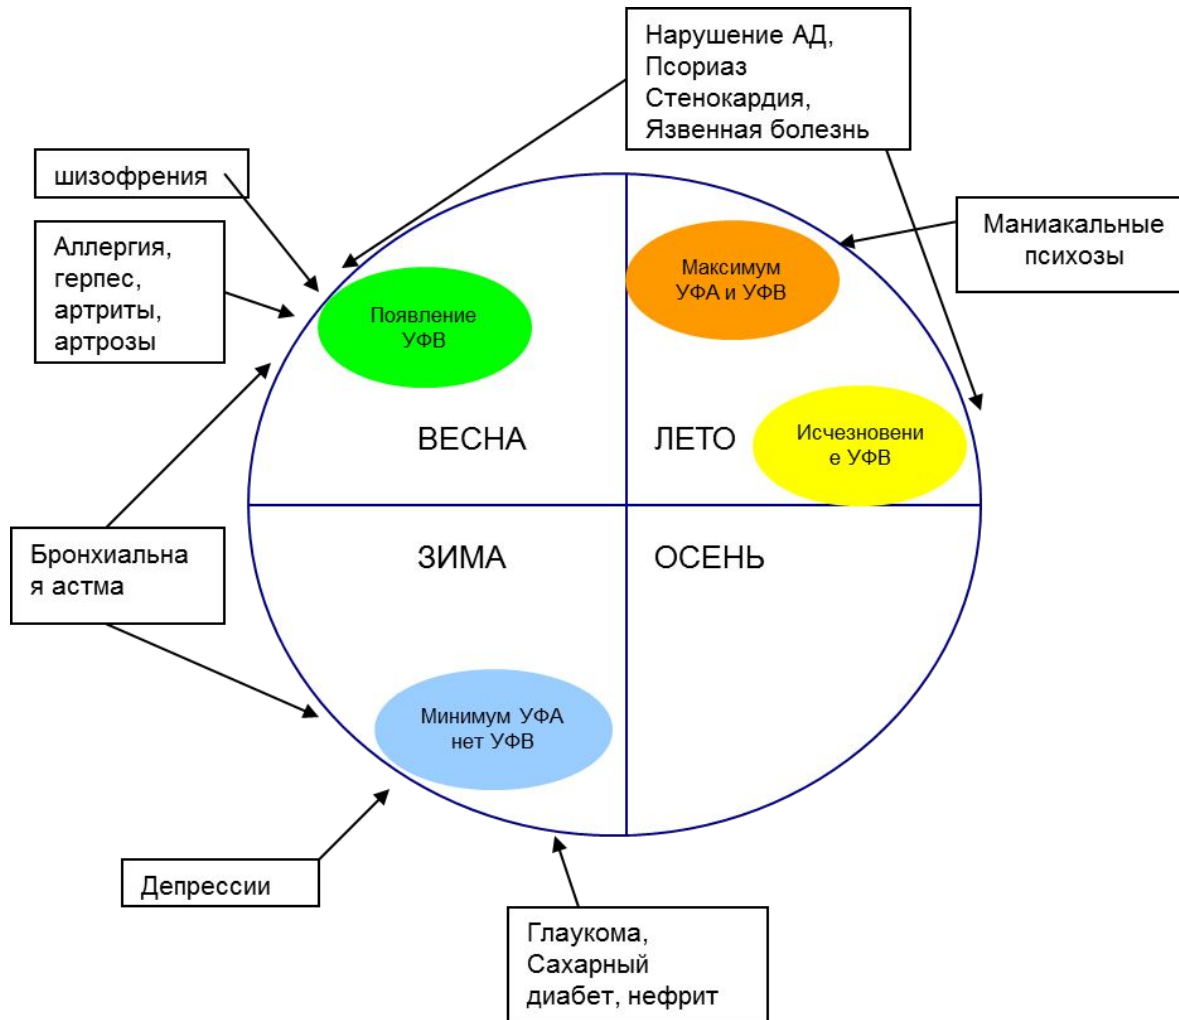 Нарушение АД,
Псориаз
Стенокардия,
Язвенная болезнь
шизофрения
Аллергия,
герпес,
артриты,
артрозы
Маниакальные
психозы
Максимум
УФА и УФВ
Появление
УФВ
Исчезновени
е УФВ
ВЕСНА
ЛЕТО
ЗИМА
ОСЕНЬ
Бронхиальна
я астма
Минимум УФА
нет УФВ
Депрессии
Глаукома,
Сахарный
диабет, нефрит